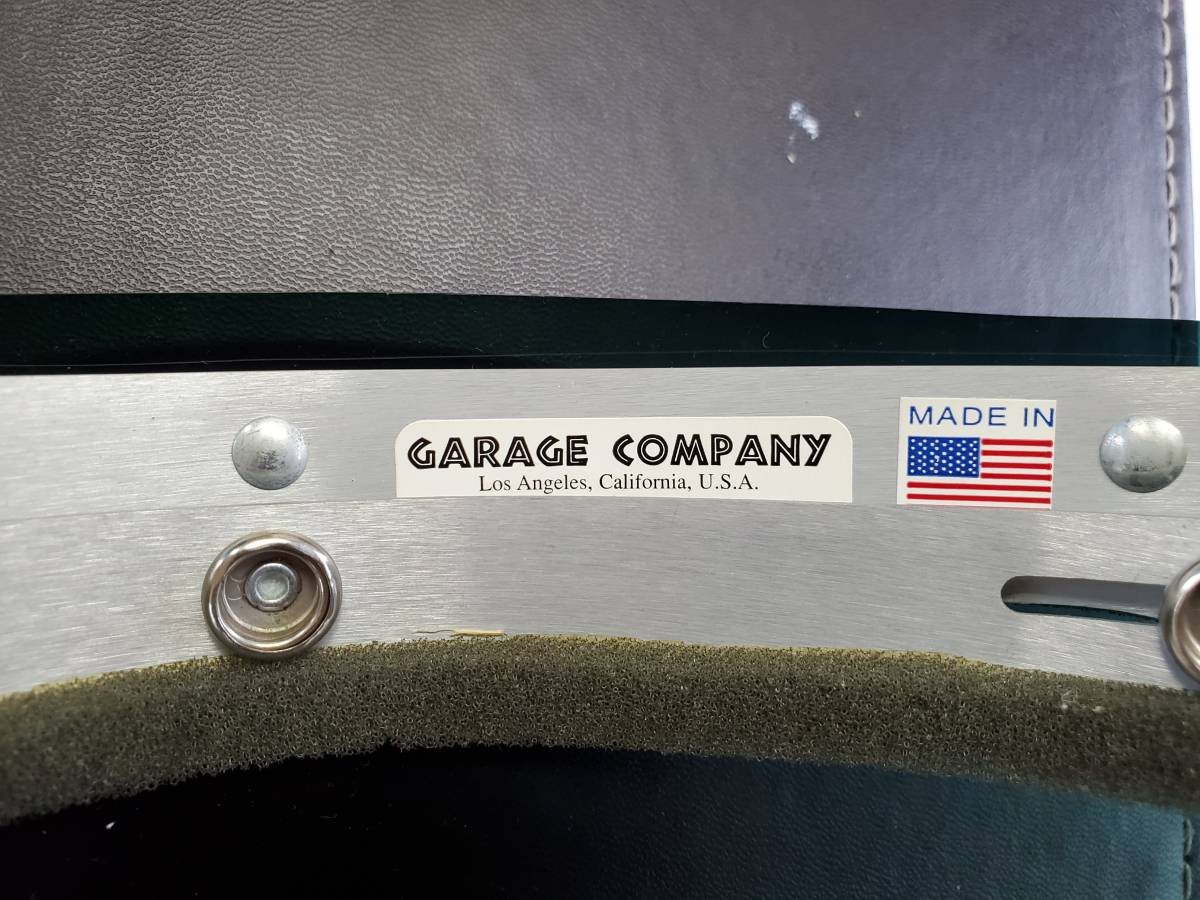 GARAGE COMPANY
Los Angeles, California, U.S.A.
MADE IN